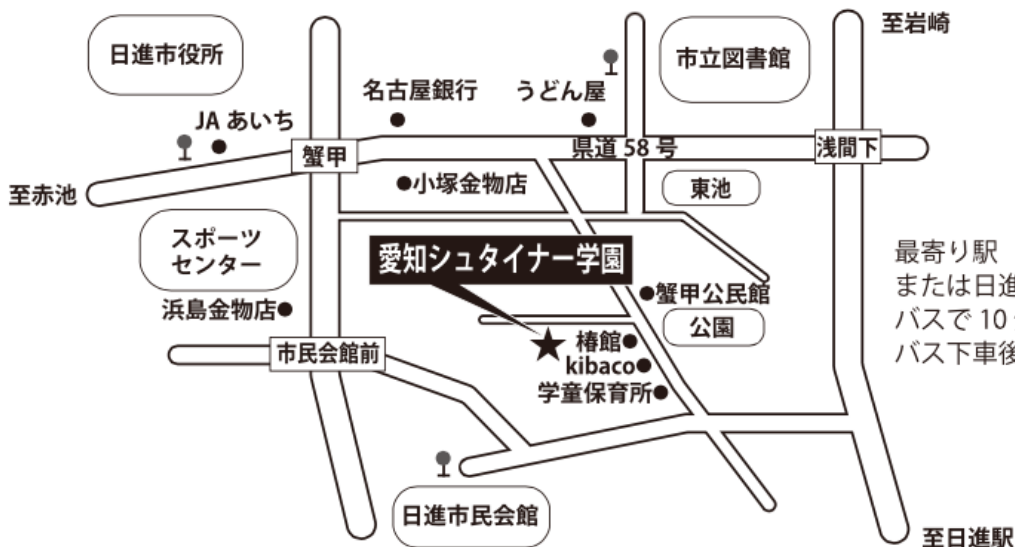 至岩崎
日進市役所
市立図書館
名古屋銀行
うどん屋
JA あいち
蟹甲
県道 58 号
浅間下
至赤池
小塚金物店
東池
スポーツ
センター
愛知シュタイナー学園
最寄り駅
または日進
バスで 10
バス下車後
蟹甲公民館
浜島金物店
公園
椿館
市民会館前
kibaco
学童保育所
日進市民会館
至日進駅